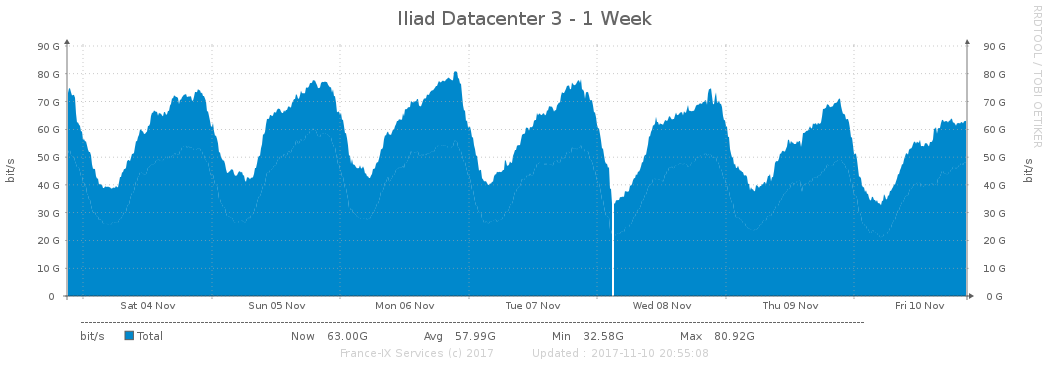 Iliad Datacenter 3 - 1 Week
RRDTOOL / TOBI OETIKER
90 G 90 G
80 G 80 G
70 G 70 G
60 G 60 G
50 G 50 G
40 G 40 G
30 G 30 G
20 G 20 G
10 G 10 G
0 0 G
bit/s bit/s
Sat 04 Nov Sun 05 Nov Mon 06 Nov Tue 07 Nov Wed 08 Nov Thu 09 Nov Fri 10 Nov
bit/s Total Now 63.00G Avg 57.99G Min 32.58G Max 80.92G
France-IX Services (c) 2017 Updated : 2017-11-10 20:55:08